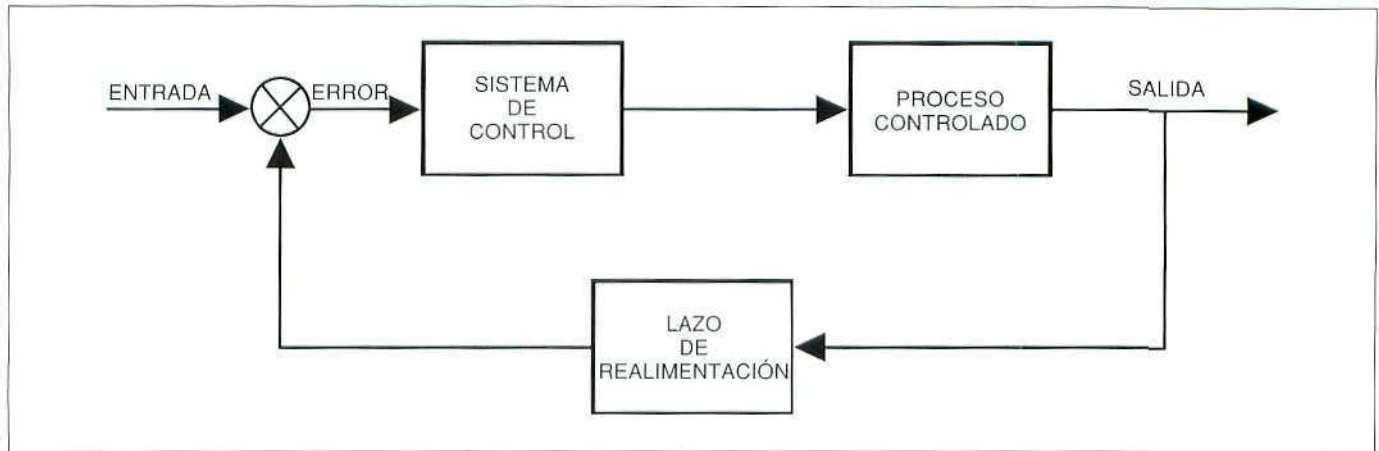 ENTRADA
ERROR
SISTEMA
DE
CONTROL
PROCESO
CONTROLADO
SALIDA
LAZO
DE
REALIMENTACIÓN